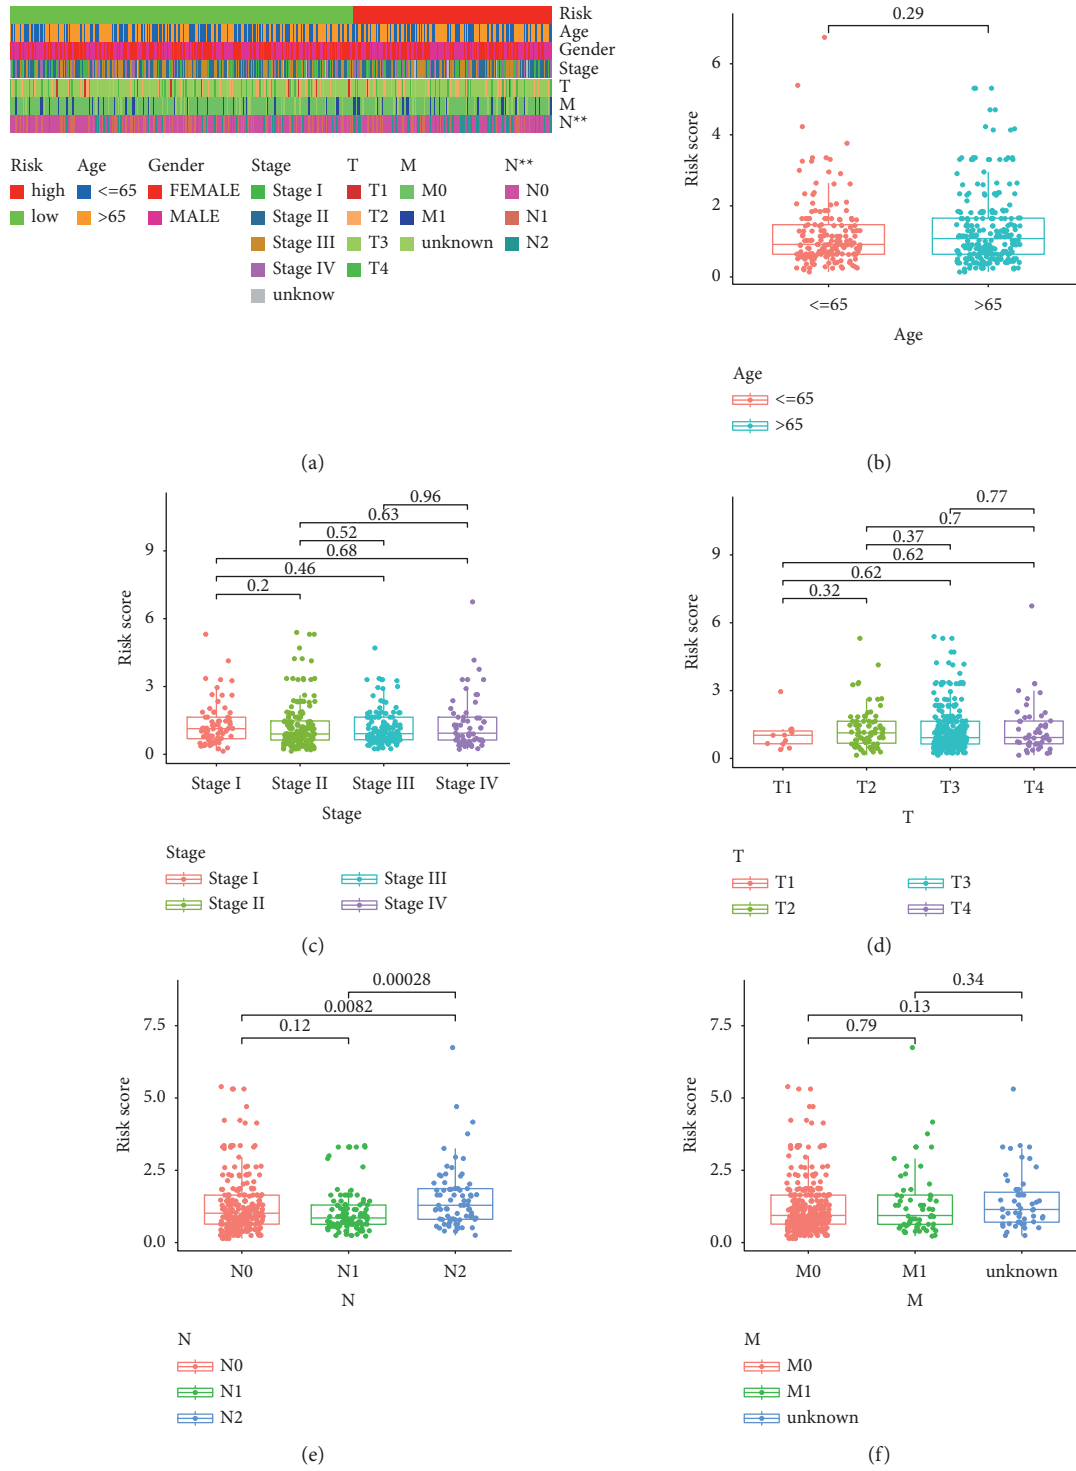 Risk
Age
Gender
Stage
T
M
N**
Risk Age Gender Stage T M N**
high <=65 FEMALE Stage I T1 M0 N0
low >65 MALE Stage II T2 M1 N1
Stage III T3 unknown N2
Stage IV T4
unknow
(a)
0.29
6
4
2
0
Risk score
<=65 >65
Age
Age
<=65
>65
(b)
0.96
0.63
0.52
0.68
0.46
0.2
9
6
3
0
Risk score
Stage I Stage II Stage III Stage IV
Stage
Stage
Stage I Stage III
Stage II Stage IV
(c)
0.77
0.7
0.37
0.62
0.62
0.32
9
6
3
0
Risk score
T1 T2 T3 T4
T
T
T1 T3
T2 T4
(d)
0.00028
0.0082
0.12
7.5
5.0
2.5
0.0
Risk score
N0 N1 N2
N
N
N0
N1
N2
(e)
0.34
0.13
0.79
7.5
5.0
2.5
0.0
Risk score
M0 M1 unknown
M
M
M0
M1
unknown
(f)